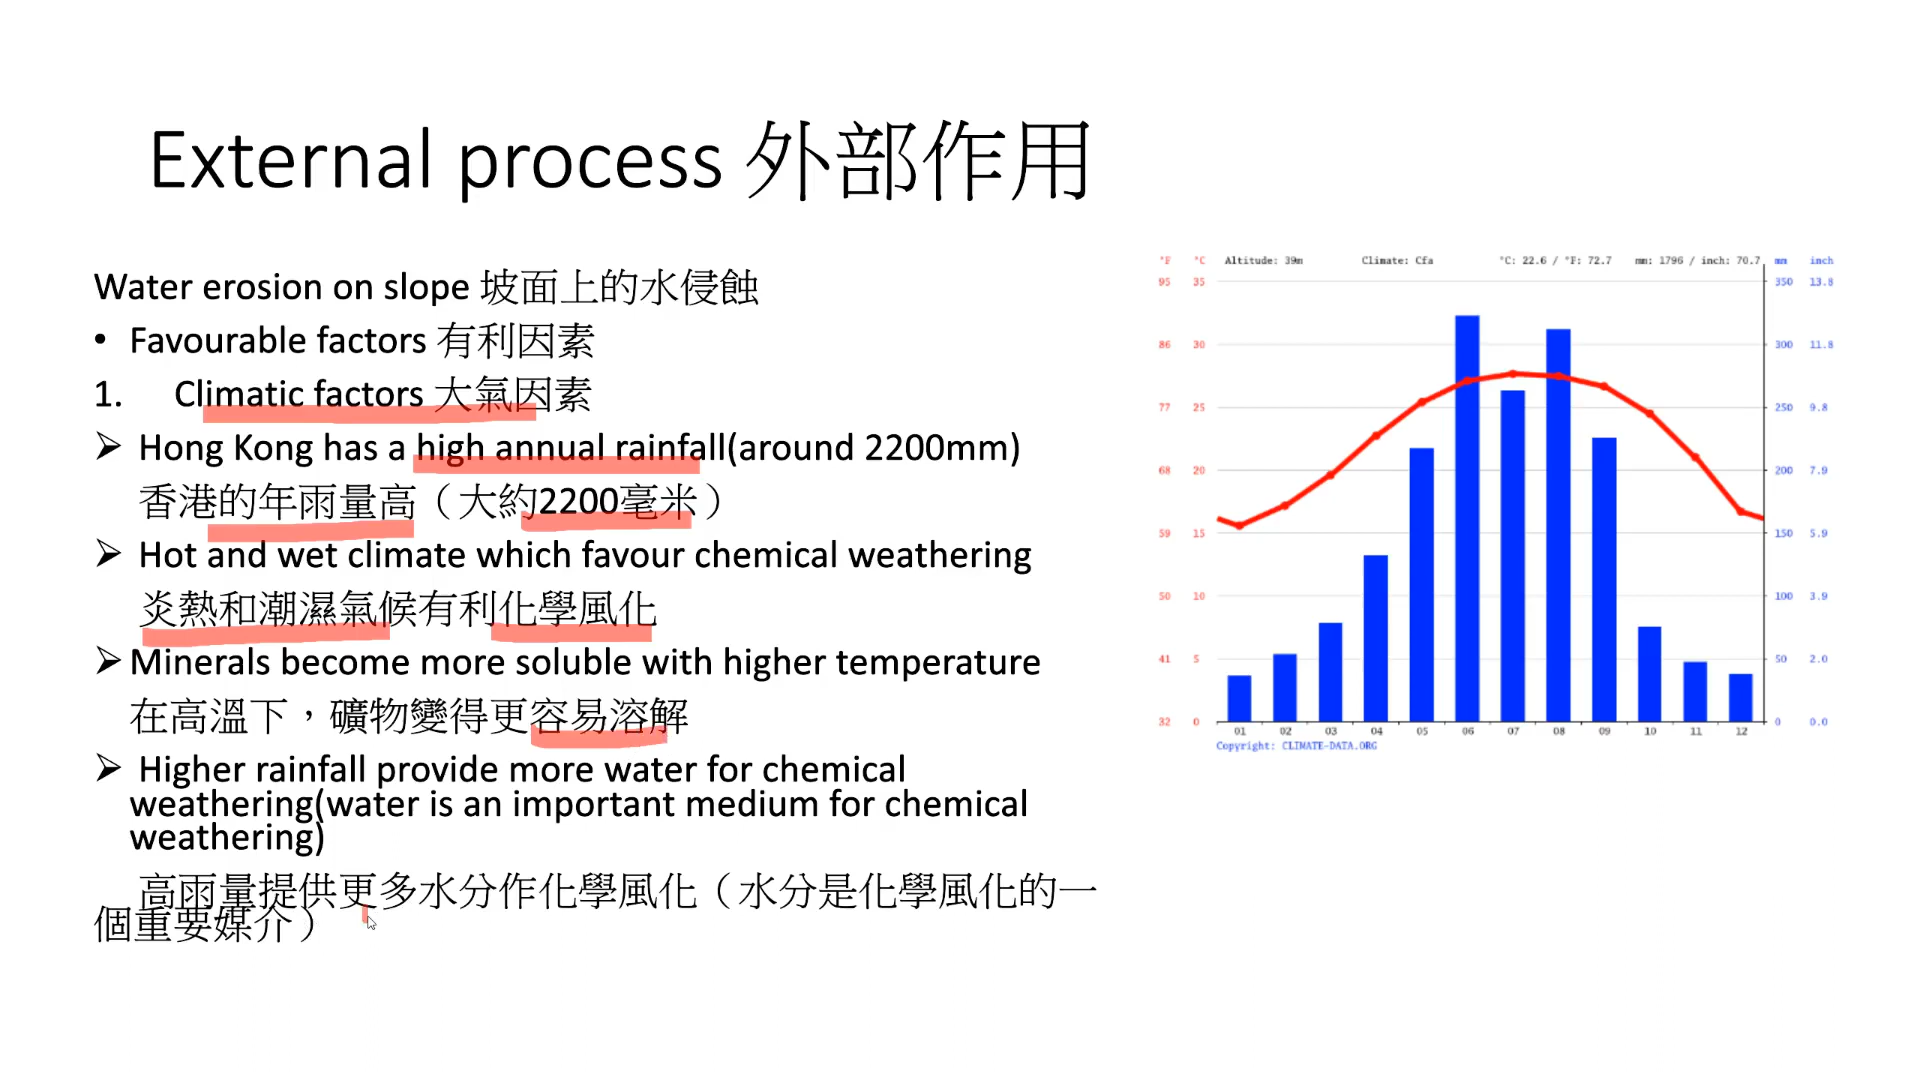 External process 外部作用
Water erosion on slope 坡面上的水侵蝕
• Favourable factors 有利因素
1. Climatic factors 大氣因素
➢ Hong Kong has a high annual rainfall(around 2200mm)
香港的年雨量高（大約2200毫米）
➢ Hot and wet climate which favour chemical weathering
炎熱和潮濕氣候有利化學風化
➢ Minerals become more soluble with higher temperature
在高溫下，礦物變得更容易溶解
➢ Higher rainfall provide more water for chemical
weathering(water is an important medium for chemical
weathering)
高雨量提供更多水分作化學風化（水分是化學風化的一
個重要媒介）
°F °C Altitude: 39m Climate: Cfa °C: 22.6 / °F: 72.7 mm: 1796 / inch: 70.7 mm inch
95 35 350 13.8
86 30 300 11.8
77 25 250 9.8
68 20 200 7.9
59 15 150 5.9
50 10 100 3.9
41 5 50 2.0
32 0 0 0.0
01 02 03 04 05 06 07 08 09 10 11 12
Copyright: CLIMATE-DATA.ORG